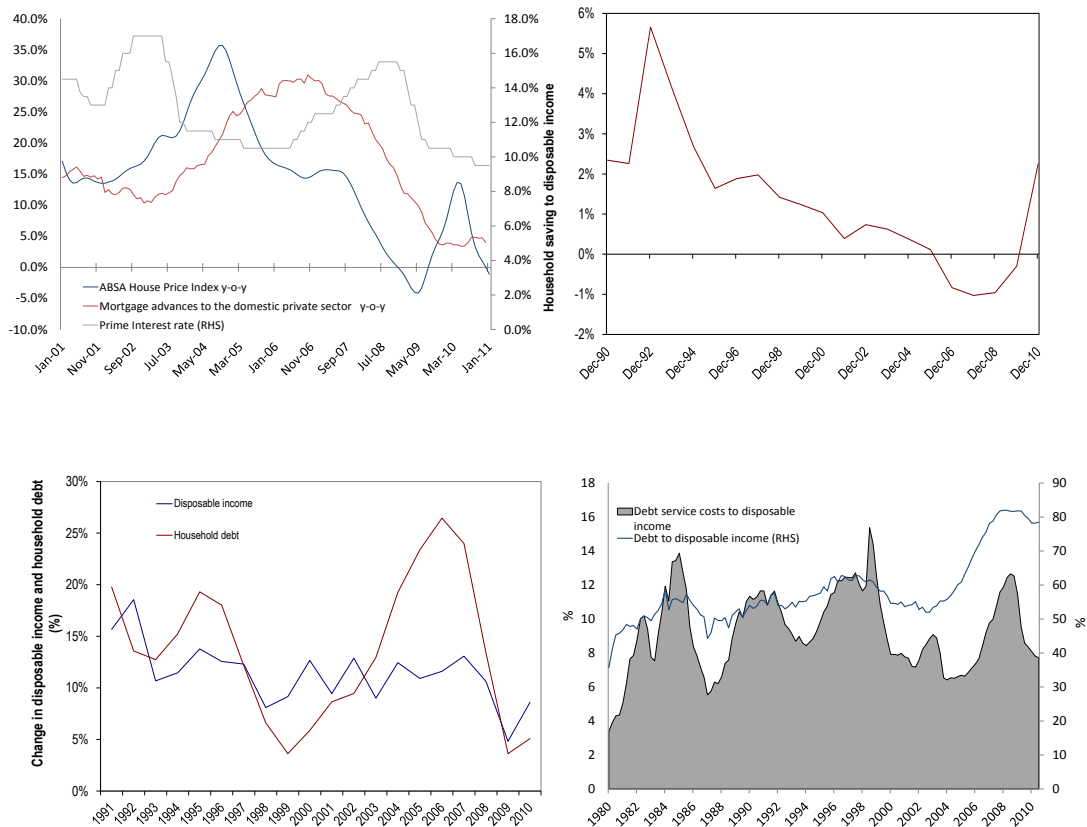 40.0%
35.0%
30.0%
25.0%
20.0%
15.0%
10.0%
5.0%
0.0%
-5.0%
-10.0%
18.0%
16.0%
14.0%
12.0%
10.0%
8.0%
6.0%
4.0%
2.0%
0.0%
ABSA House Price Index y-o-y
Mortgage advances to the domestic private sector y-o-y
Prime Interest rate (RHS)
Jan-01
Nov-01
Sep-02
Jul-03
May-04
Mar-05
Jan-06
Nov-06
Sep-07
Jul-08
May-09
Mar-10
Jan-11
Household saving to disposable income
6%
5%
4%
3%
2%
1%
0%
-1%
-2%
Dec-90
Dec-92
Dec-94
Dec-96
Dec-98
Dec-00
Dec-02
Dec-04
Dec-06
Dec-08
Dec-10
Change in disposable income and household debt
(%)
30%
25%
20%
15%
10%
5%
0%
Disposable income
Household debt
1991
1992
1993
1994
1995
1996
1997
1998
1999
2000
2001
2002
2003
2004
2005
2006
2007
2008
2009
2010
%
18
16
14
12
10
8
6
4
2
0
Debt service costs to disposable
income
Debt to disposable income (RHS)
90
80
70
60
50
40
30
20
10
0
%
1980
1982
1984
1986
1988
1990
1992
1994
1996
1998
2000
2002
2004
2006
2008
2010